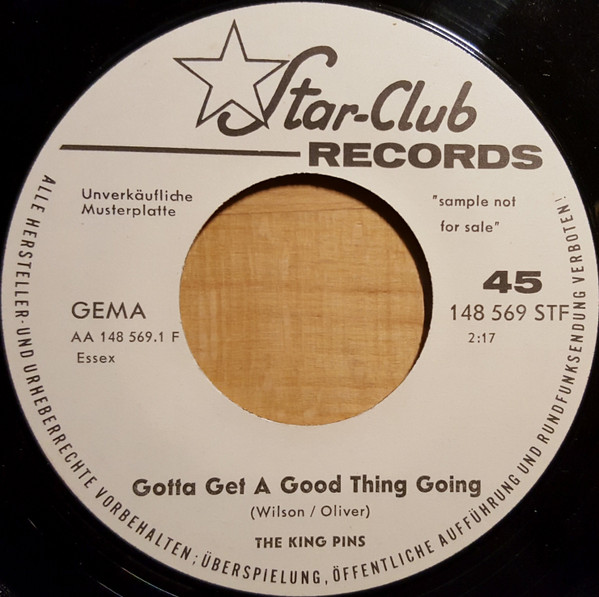 Star-Club
RECORDS
Unverkäufliche
Musterplatte
"sample not
for sale"
45
GEMA
148 569 STF
AA 148 569.1 F
2:17
Essex
Gotta Get A Good Thing Going
(Wilson / Oliver)
THE KING PINS
ALLE HERSTELLER- UND URHEBERRECHTE VORBEHALTEN; ÜBERSPIELUNG, ÖFFENTLICHE AUFFÜHRUNG UND RUNDFUNKSENDUNG VERBOTEN!